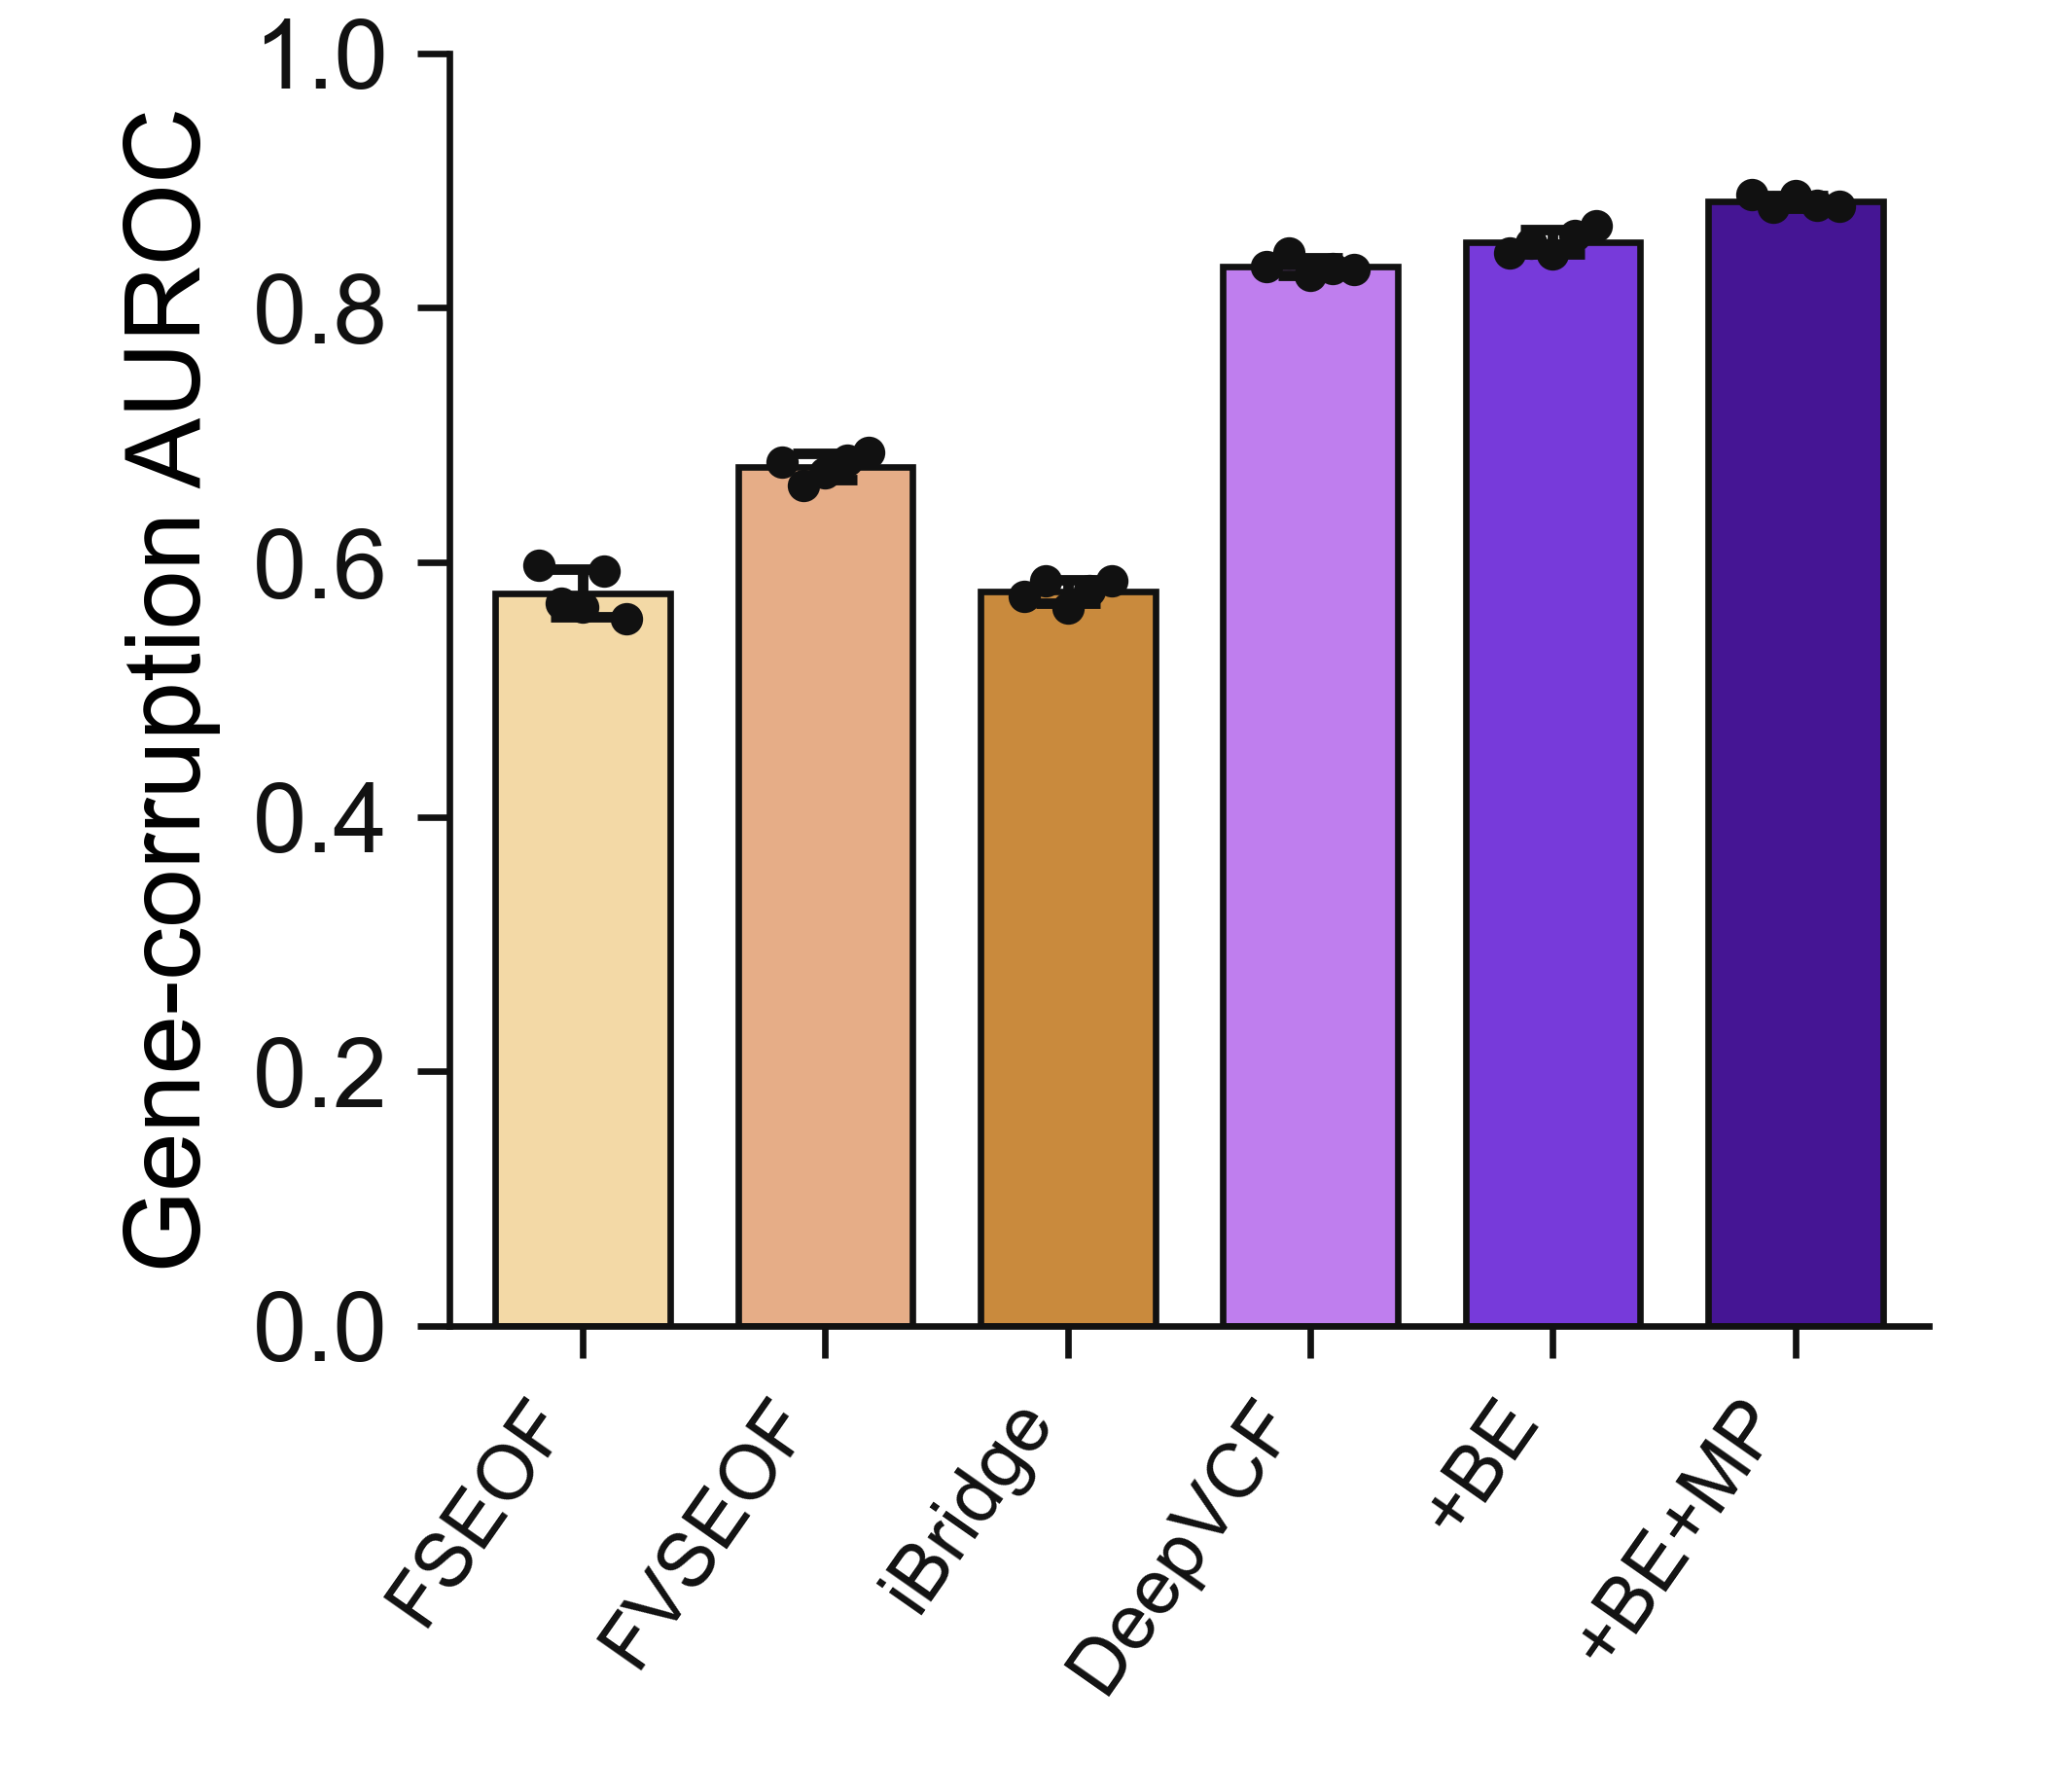 Gene-corruption AUROC
1.0
0.8
0.6
0.4
0.2
0.0
FSEOF
FVSEOF
iBridge
DeepVCF
+BE
+BE+MP